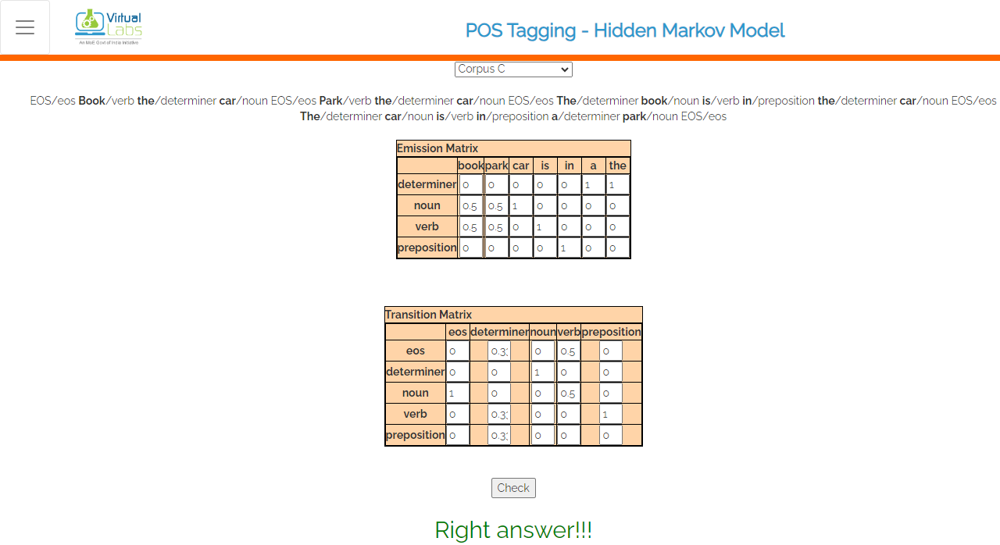 Virtual
Labs
An MoE Govt of India Initiative
POS Tagging - Hidden Markov Model
Corpus C
EOS/eos Book/verb the/determiner car/noun EOS/eos Park/verb the/determiner car/noun EOS/eos The/determiner book/noun is/verb in/preposition the/determiner car/noun EOS/eos
The/determiner car/noun is/verb in/preposition a/determiner park/noun EOS/eos
Emission Matrix
book park car is in a the
determiner 0 0 0 0 0 1 1
noun 0.5 0.5 1 0 0 0 0
verb 0.5 0.5 0 1 0 0 0
preposition 0 0 0 0 1 0 0
Transition Matrix
eos determiner noun verb preposition
eos 0 0.3 0 0.5 0
determiner 0 0 1 0 0
noun 1 0 0 0.5 0
verb 0 0.3 0 0 1
preposition 0 0.3 0 0 0
Check
Right answer!!!